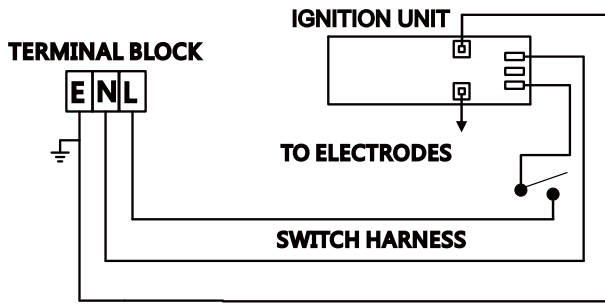 IGNITION UNIT
TERMINAL BLOCK
E N L
TO ELECTRODES
SWITCH HARNESS